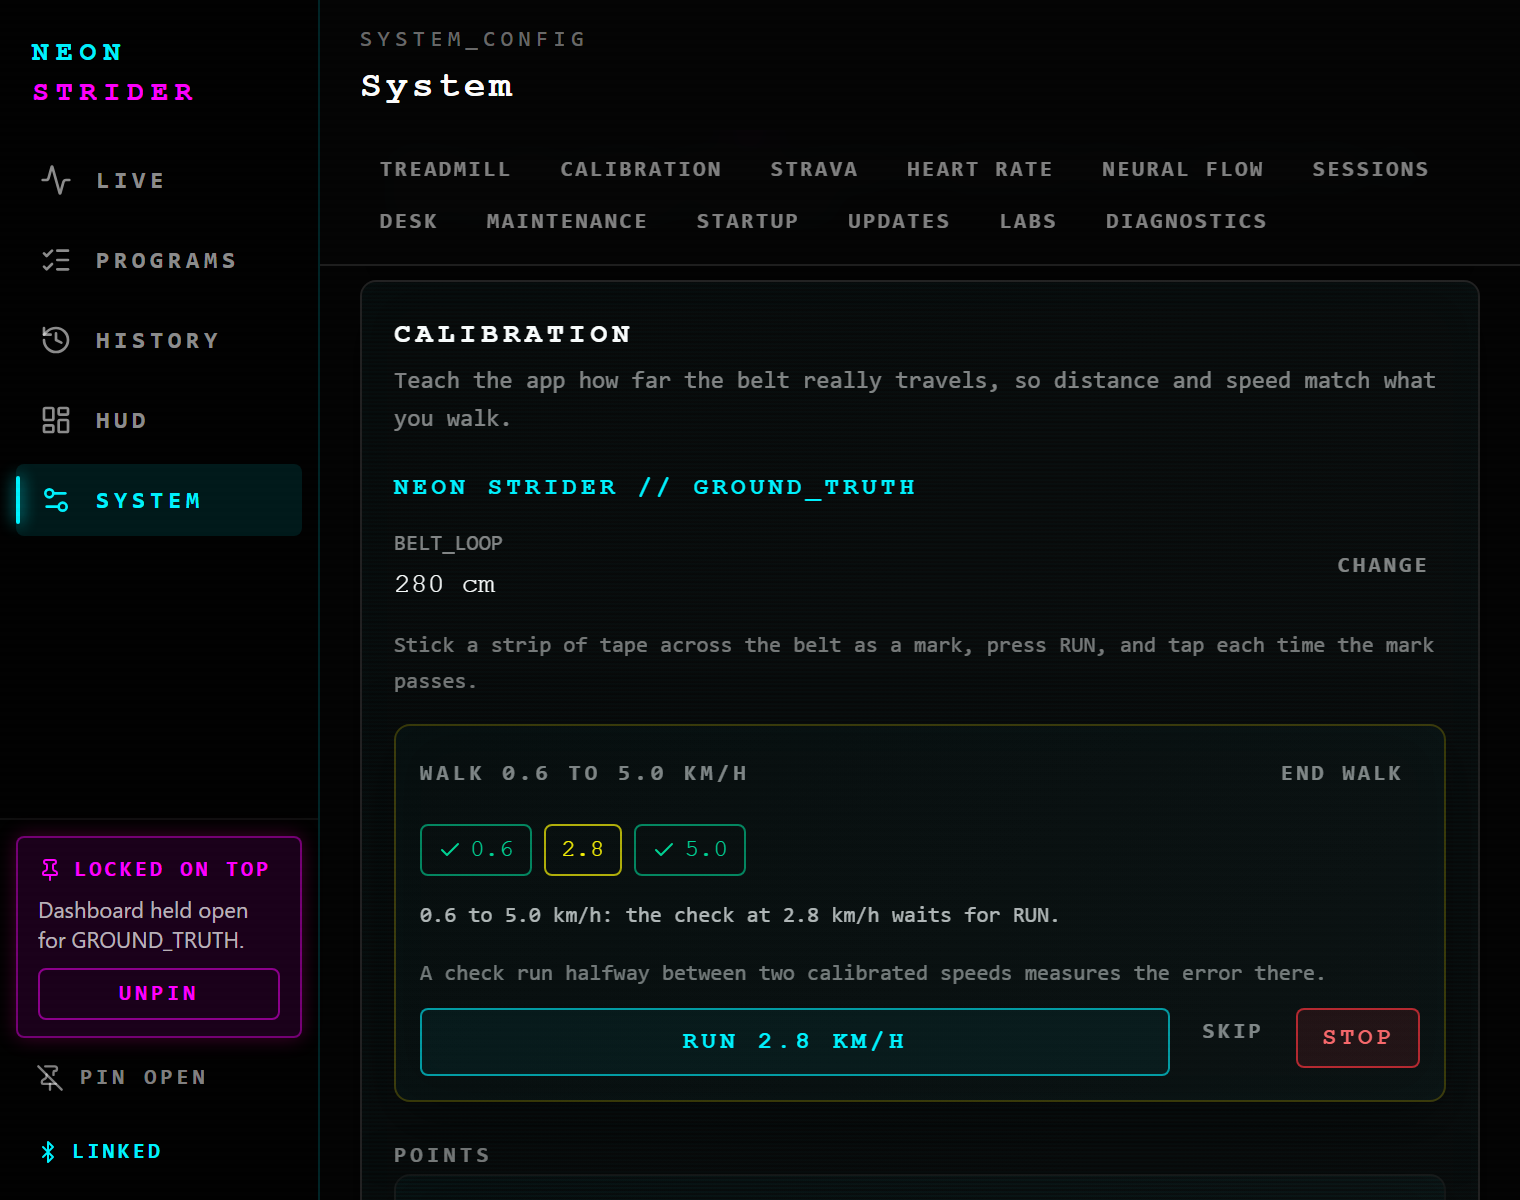 NEON
STRIDER
LIVE
PROGRAMS
HISTORY
HUD
SYSTEM
LOCKED ON TOP
Dashboard held open
for GROUND_TRUTH.
UNPIN
PIN OPEN
LINKED
SYSTEM_CONFIG
System
TREADMILL CALIBRATION STRAVA HEART RATE NEURAL FLOW SESSIONS
DESK MAINTENANCE STARTUP UPDATES LABS DIAGNOSTICS
CALIBRATION
Teach the app how far the belt really travels, so distance and speed match what
you walk.
NEON STRIDER // GROUND_TRUTH
BELT_LOOP
280 cm
CHANGE
Stick a strip of tape across the belt as a mark, press RUN, and tap each time the mark
passes.
WALK 0.6 TO 5.0 KM/H
END WALK
0.6 2.8 5.0
0.6 to 5.0 km/h: the check at 2.8 km/h waits for RUN.
A check run halfway between two calibrated speeds measures the error there.
RUN 2.8 KM/H
SKIP
STOP
POINTS